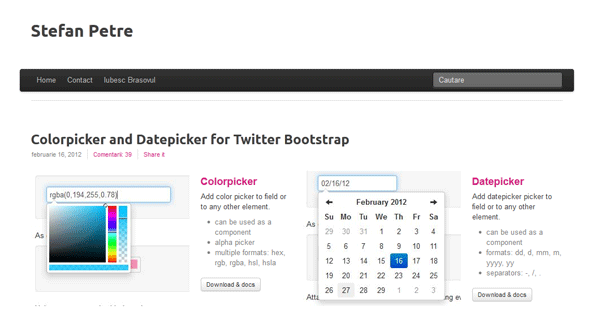 Stefan Petre
Home Contact Iubesc Brasovul Cautare
Colorpicker and Datepicker for Twitter Bootstrap
februarie 16, 2012 Comentarii: 39 Share it
rgba(0,194,255,0.78)
As
Colorpicker
Add color picker to field or
to any other element.
can be used as a
component
alpha picker
multiple formats: hex,
rgb, rgba, hsl, hsla
Download & docs
02/16/12
February 2012
Su Mo Tu We Th Fr Sa
29 30 31 1 2 3 4
5 6 7 8 9 10 11
12 13 14 15 16 17 18
19 20 21 22 23 24 25
26 27 28 29 1 2 3
As
Atta
ng ev
Datepicker
Add datepicker picker to
field or to any other
element.
can be used as a
component
formats: dd, d, mm, m,
yyyy, yy
separators: -, /, .
Download & docs